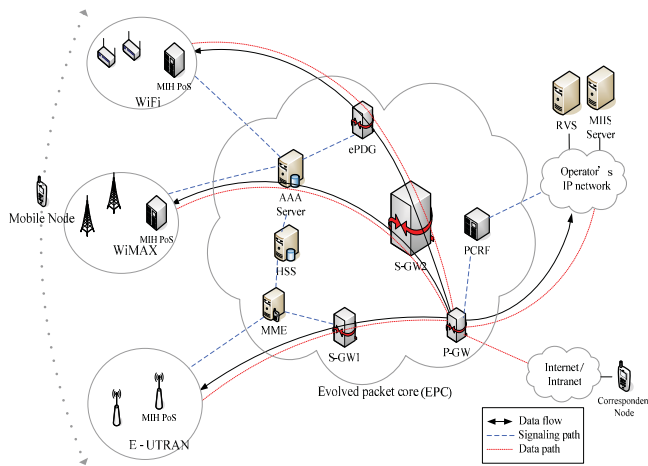 MIH PoS
WiFi
ePDG
RVS
MIIS
Server
Operator's
IP network
Mobile Node
MIH PoS
WiMAX
AAA
Server
S-GW2
PCRF
HSS
MME
S-GW1
P-GW
Internet/
Intranet
Evolved packet core (EPC)
Corresponden
Node
MIH PoS
E - UTRAN
Data flow
Signaling path
Data path